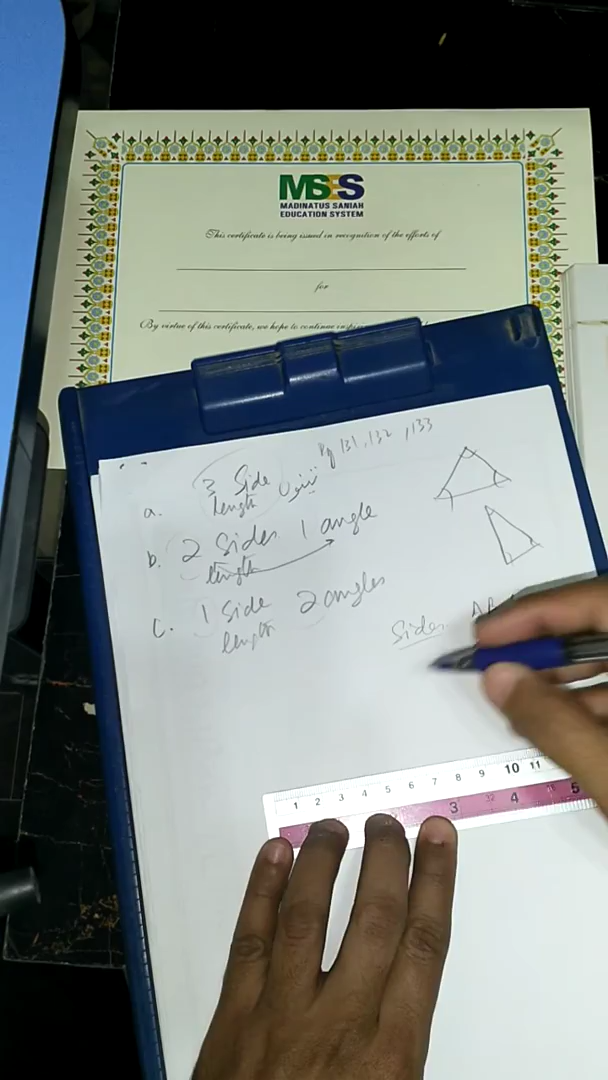 MSES
MADINATUS SANIAH
EDUCATION SYSTEM
This certificate is being issued in recognition of the efforts of
for
By virtue of this certificate, we hope to continue
Pg 131, 132, 133
a. 3 Side
length
b. 2 Sides 1 angle
length
c. 1 Side 2 angles
length
Sides
1 2 3 4 5 6 7 8 9 10 11
3 4 5